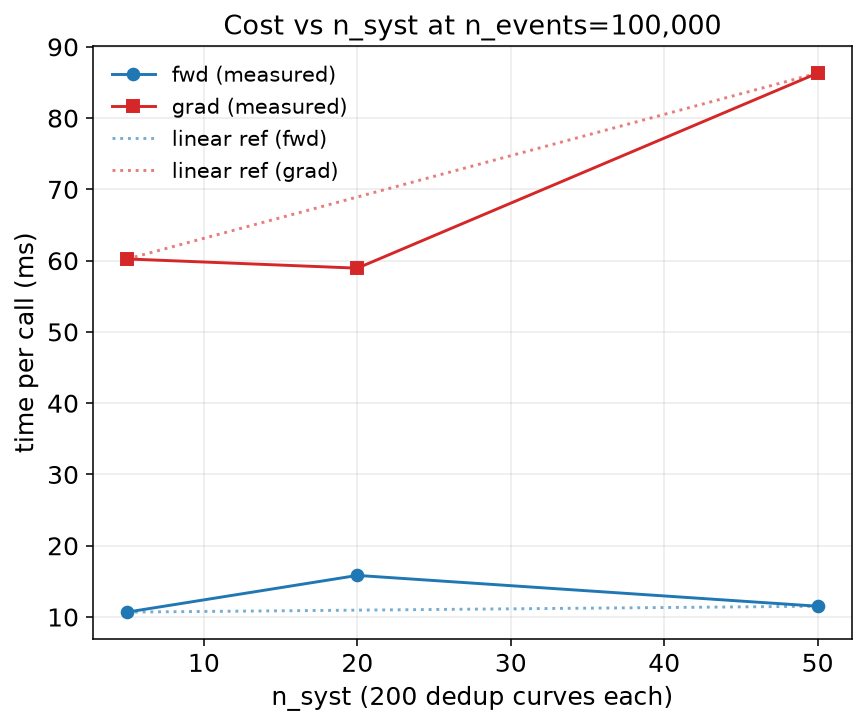 Cost vs n_syst at n_events=100,000
90
80
70
60
50
40
30
20
10
time per call (ms)
fwd (measured)
grad (measured)
linear ref (fwd)
linear ref (grad)
10 20 30 40 50
n_syst (200 dedup curves each)